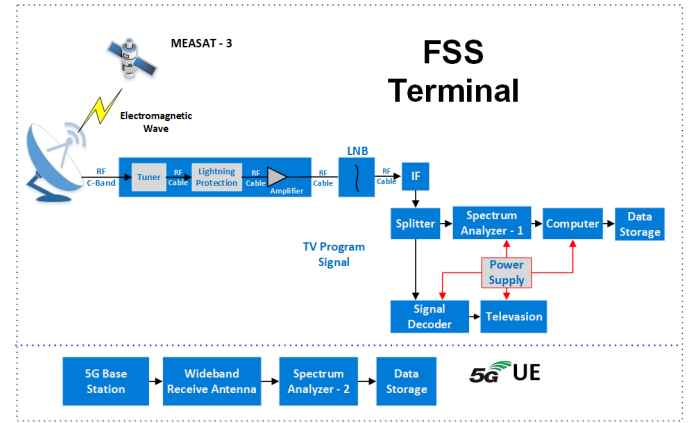 MEASAT - 3
FSS
Terminal
Electromagnetic
Wave
LNB
RF
C-Band
Tuner
RF
Cable
Lightning
Protection
RF
Cable
Amplifier
RF
Cable
RF
Cable
IF
Splitter
Spectrum
Analyzer - 1
Computer
Data
Storage
TV Program
Signal
Power
Supply
Signal
Decoder
Televasion
5G Base
Station
Wideband
Receive Antenna
Spectrum
Analyzer - 2
Data
Storage
5G UE